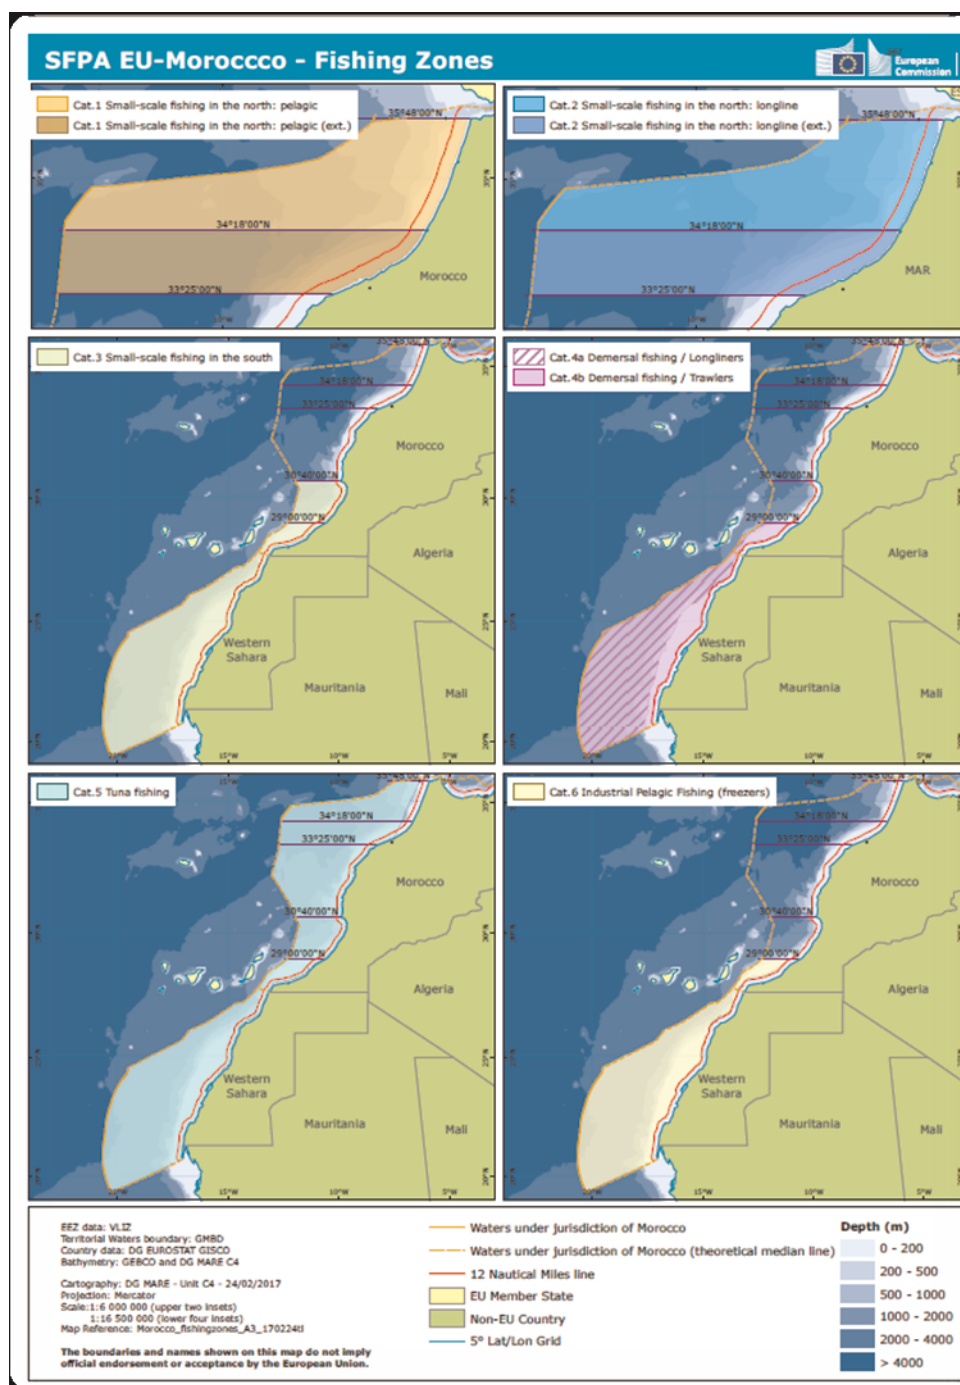 SFPA EU-Moroccco - Fishing Zones
European
Commission
Cat.1 Small-scale fishing in the north: pelagic
Cat.1 Small-scale fishing in the north: pelagic (ext.)
35°48'00"N
34°18'00"N
33°25'00"N
Morocco
10°W
Cat.2 Small-scale fishing in the north: longline
Cat.2 Small-scale fishing in the north: longline (ext.)
35°48'00"N
34°18'00"N
33°25'00"N
MAR
Cat.3 Small-scale fishing in the south
34°18'00"N
33°25'00"N
Morocco
30°40'00"N
29°00'00"N
Algeria
Western
Sahara
Mauritania
Mali
15°W
10°W
5°W
Cat.4a Demersal fishing / Longliners
Cat.4b Demersal fishing / Trawlers
34°18'00"N
33°25'00"N
Morocco
30°40'00"N
29°00'00"N
Algeria
Western
Sahara
Mauritania
Mali
15°W
10°W
5°W
Cat.5 Tuna fishing
34°18'00"N
33°25'00"N
Morocco
30°40'00"N
29°00'00"N
Algeria
Western
Sahara
Mauritania
Mali
15°W
10°W
5°W
Cat.6 Industrial Pelagic Fishing (freezers)
34°18'00"N
33°25'00"N
Morocco
30°40'00"N
29°00'00"N
Algeria
Western
Sahara
Mauritania
Mali
15°W
10°W
5°W
EEZ data: VLIZ
Territorial Waters boundary: GMBD
Country data: DG EUROSTAT GISCO
Bathymetry: GEBCO and DG MARE C4
Cartography: DG MARE - Unit C4 - 24/02/2017
Projection: Mercator
Scale:1:6 000 000 (upper two insets)
1:16 500 000 (lower four insets)
Map Reference: Morocco_fishingzones_A3_170224tl
The boundaries and names shown on this map do not imply
official endorsement or acceptance by the European Union.
Waters under jurisdiction of Morocco
Waters under jurisdiction of Morocco (theoretical median line)
12 Nautical Miles line
EU Member State
Non-EU Country
5° Lat/Lon Grid
Depth (m)
0 - 200
200 - 500
500 - 1000
1000 - 2000
2000 - 4000
> 4000